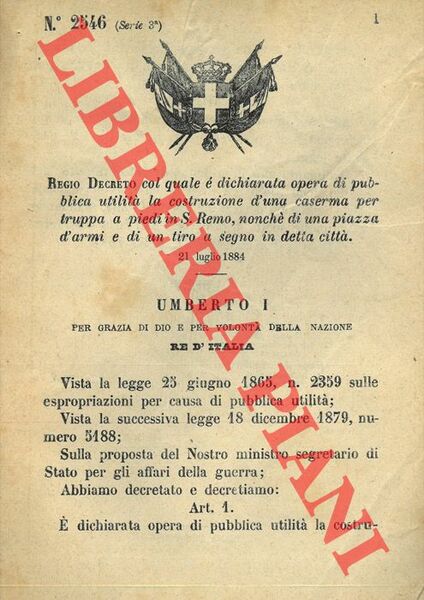 N.° 2546 (Serie 3ª)
1
REGIO DECRETO col quale é dichiarata opera di pub-
blica utilità la costruzione d'una caserma per
truppa a piedi in S. Remo, nonchè di una piazza
d'armi e di un tiro a segno in detta città.
21 luglio 1884
UMBERTO I
PER GRAZIA DI DIO E PER VOLONTÀ DELLA NAZIONE
RE D'ITALIA
Vista la legge 25 giugno 1865, n. 2359 sulle
espropriazioni per causa di pubblica utilità;
Vista la successiva legge 18 dicembre 1879, nu-
mero 5188;
Sulla proposta del Nostro ministro segretario di
Stato per gli affari della guerra;
Abbiamo decretato e decretiamo:
Art. 1.
È dichiarata opera di pubblica utilità la costru-
LIBRERIA PIANI